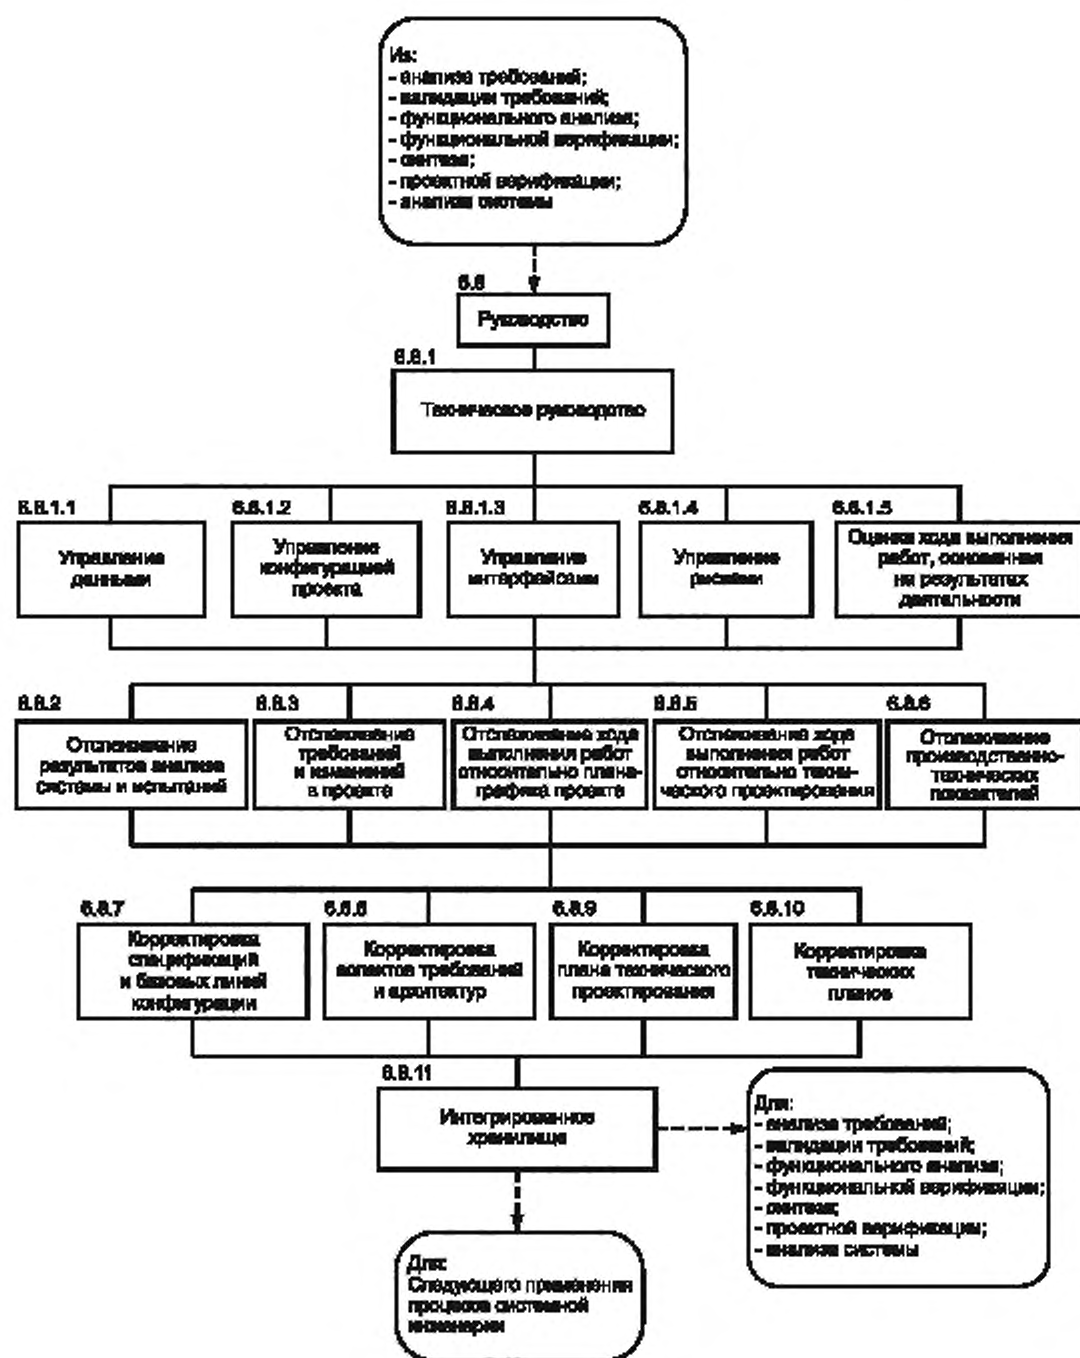 Из:
- анализа требований;
- валидации требований;
- функционального анализа;
- функциональной верификации;
- синтеза;
- проектной верификации;
- анализа системы
6.8
Руководство
6.8.1
Техническое руководство
6.8.1.1
Управление
данными
6.8.1.2
Управление
конфигурацией
проекта
6.8.1.3
Управление
интерфейсами
6.8.1.4
Управление
рисками
6.8.1.5
Оценка хода выполнения
работ, основанная
на результатах
деятельности
6.8.2
Отслеживание
результатов анализа
системы и испытаний
6.8.3
Отслеживание
требований
и изменений
в проекте
6.8.4
Отслеживание хода
выполнения работ
относительно плана-
графика проекта
6.8.5
Отслеживание хода
выполнения работ
относительно техни-
ческого проектирования
6.8.6
Отслеживание
производственно-
технических
показателей
6.8.7
Корректировка
спецификаций
и базовых линий
конфигурации
6.8.8
Корректировка
аспектов требований
и архитектур
6.8.9
Корректировка
плана технического
проектирования
6.8.10
Корректировка
технических
планов
6.8.11
Интегрированное
хранилище
Для:
- анализа требований;
- валидации требований;
- функционального анализа;
- функциональной верификации;
- синтеза;
- проектной верификации;
- анализа системы
Для:
Следующего применения
процесса системной
инженерии